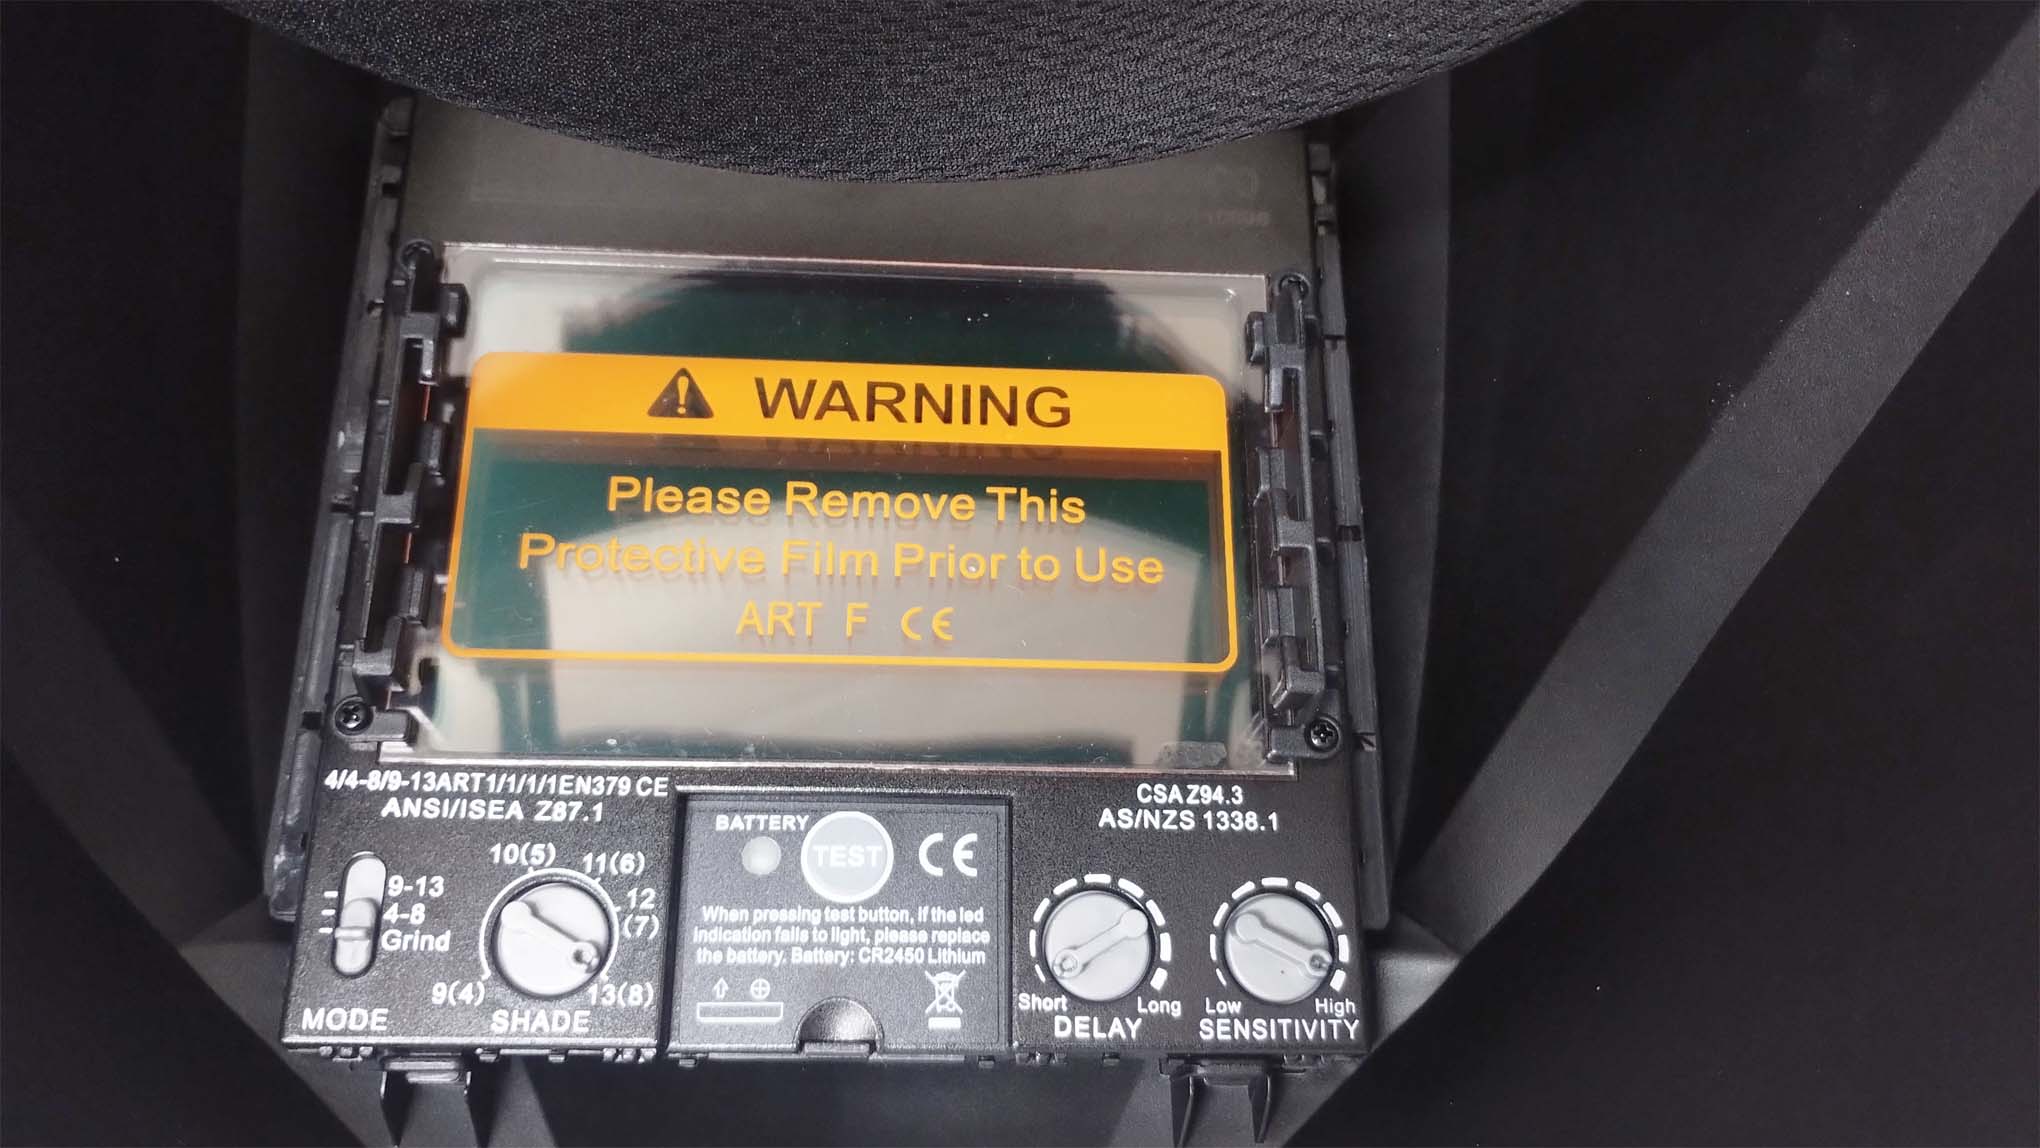 WARNING
Please Remove This
Protective Film Prior to Use
ART F CE
4/4-8/9-13ART1/1/1/1EN379 CE
ANSI/ISEA Z87.1
CSA Z94.3
AS/NZS 1338.1
9-13
4-8
Grind
MODE
10(5)
11(6)
12
(7)
9(4)
13(8)
SHADE
BATTERY
TEST
CE
When pressing test button, if the led
indication fails to light, please replace
the battery. Battery: CR2450 Lithium
Short
Long
DELAY
Low
High
SENSITIVITY